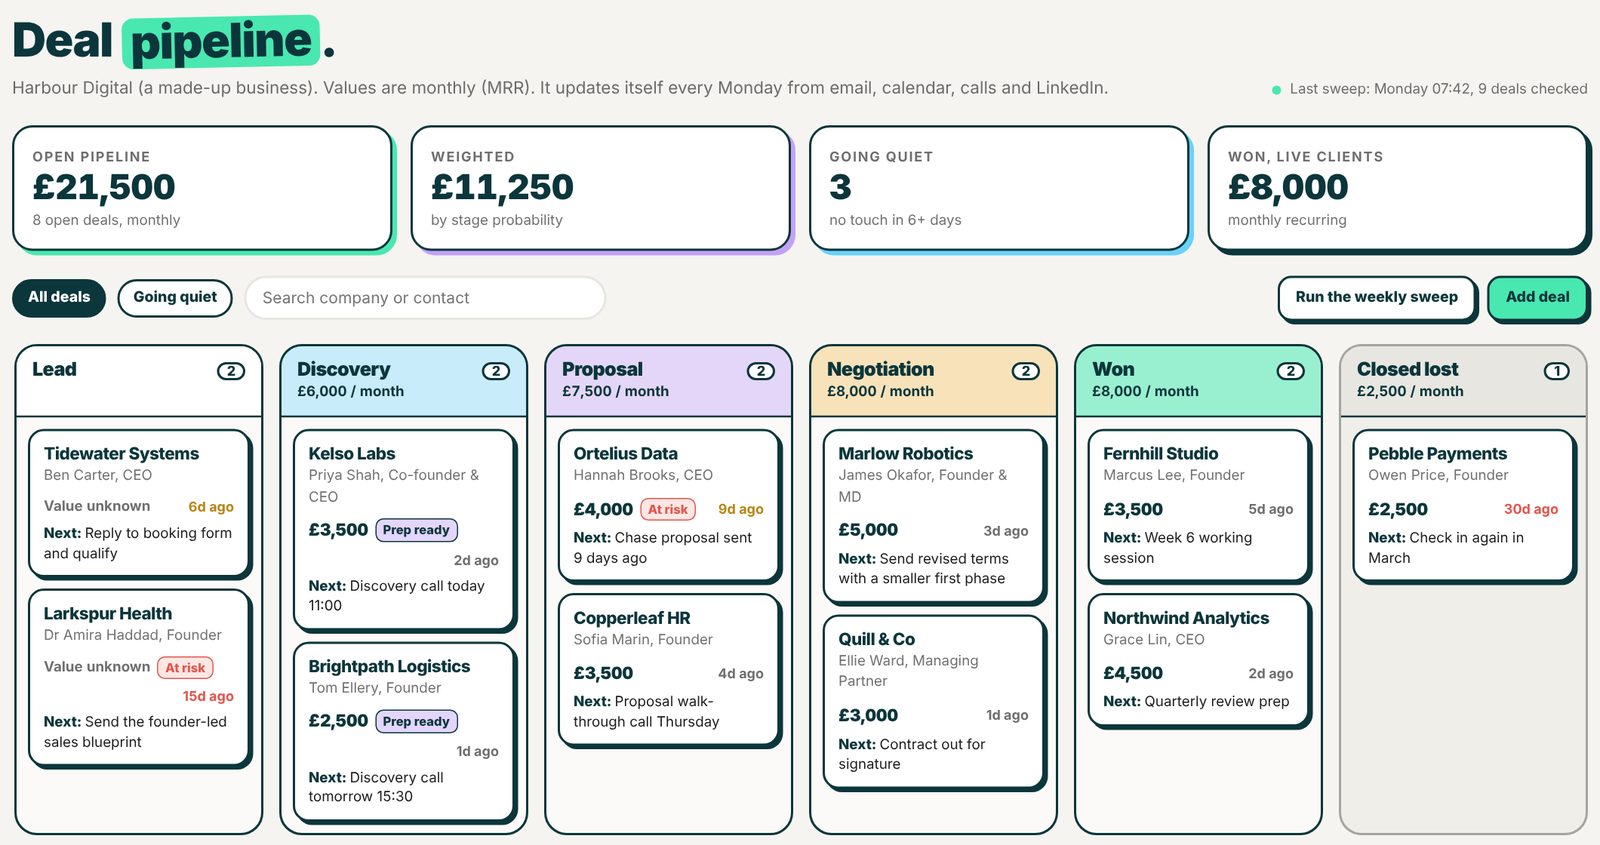 Deal pipeline.
Harbour Digital (a made-up business). Values are monthly (MRR). It updates itself every Monday from email, calendar, calls and LinkedIn.
Last sweep: Monday 07:42, 9 deals checked
OPEN PIPELINE
£21,500
8 open deals, monthly
WEIGHTED
£11,250
by stage probability
GOING QUIET
3
no touch in 6+ days
WON, LIVE CLIENTS
£8,000
monthly recurring
All deals
Going quiet
Search company or contact
Run the weekly sweep
Add deal
Lead 2
Tidewater Systems
Ben Carter, CEO
Value unknown 6d ago
Next: Reply to booking form
and qualify
Larkspur Health
Dr Amira Haddad, Founder
Value unknown At risk
15d ago
Next: Send the founder-led
sales blueprint
Discovery 2
£6,000 / month
Kelso Labs
Priya Shah, Co-founder &
CEO
£3,500 Prep ready
2d ago
Next: Discovery call today
11:00
Brightpath Logistics
Tom Ellery, Founder
£2,500 Prep ready
1d ago
Next: Discovery call
tomorrow 15:30
Proposal 2
£7,500 / month
Ortelius Data
Hannah Brooks, CEO
£4,000 At risk 9d ago
Next: Chase proposal sent
9 days ago
Copperleaf HR
Sofia Marin, Founder
£3,500 4d ago
Next: Proposal walk-
through call Thursday
Negotiation 2
£8,000 / month
Marlow Robotics
James Okafor, Founder &
MD
£5,000 3d ago
Next: Send revised terms
with a smaller first phase
Quill & Co
Ellie Ward, Managing
Partner
£3,000 1d ago
Next: Contract out for
signature
Won 2
£8,000 / month
Fernhill Studio
Marcus Lee, Founder
£3,500 5d ago
Next: Week 6 working
session
Northwind Analytics
Grace Lin, CEO
£4,500 2d ago
Next: Quarterly review prep
Closed lost 1
£2,500 / month
Pebble Payments
Owen Price, Founder
£2,500 30d ago
Next: Check in again in
March